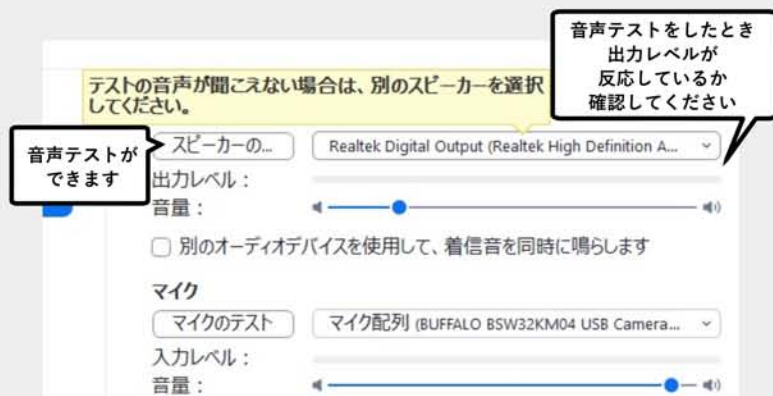 音声テストをしたとき
出力レベルが
反応しているか
確認してください
テストの音声が聞こえない場合は、別のスピーカーを選択
してください。
音声テストが
できます
スピーカーの... Realtek Digital Output (Realtek High Definition A...
出力レベル：
音量：
別のオーディオデバイスを使用して、着信音を同時に鳴らします
マイク
マイクのテスト マイク配列 (BUFFALO BSW32KM04 USB Camera...
入力レベル：
音量：